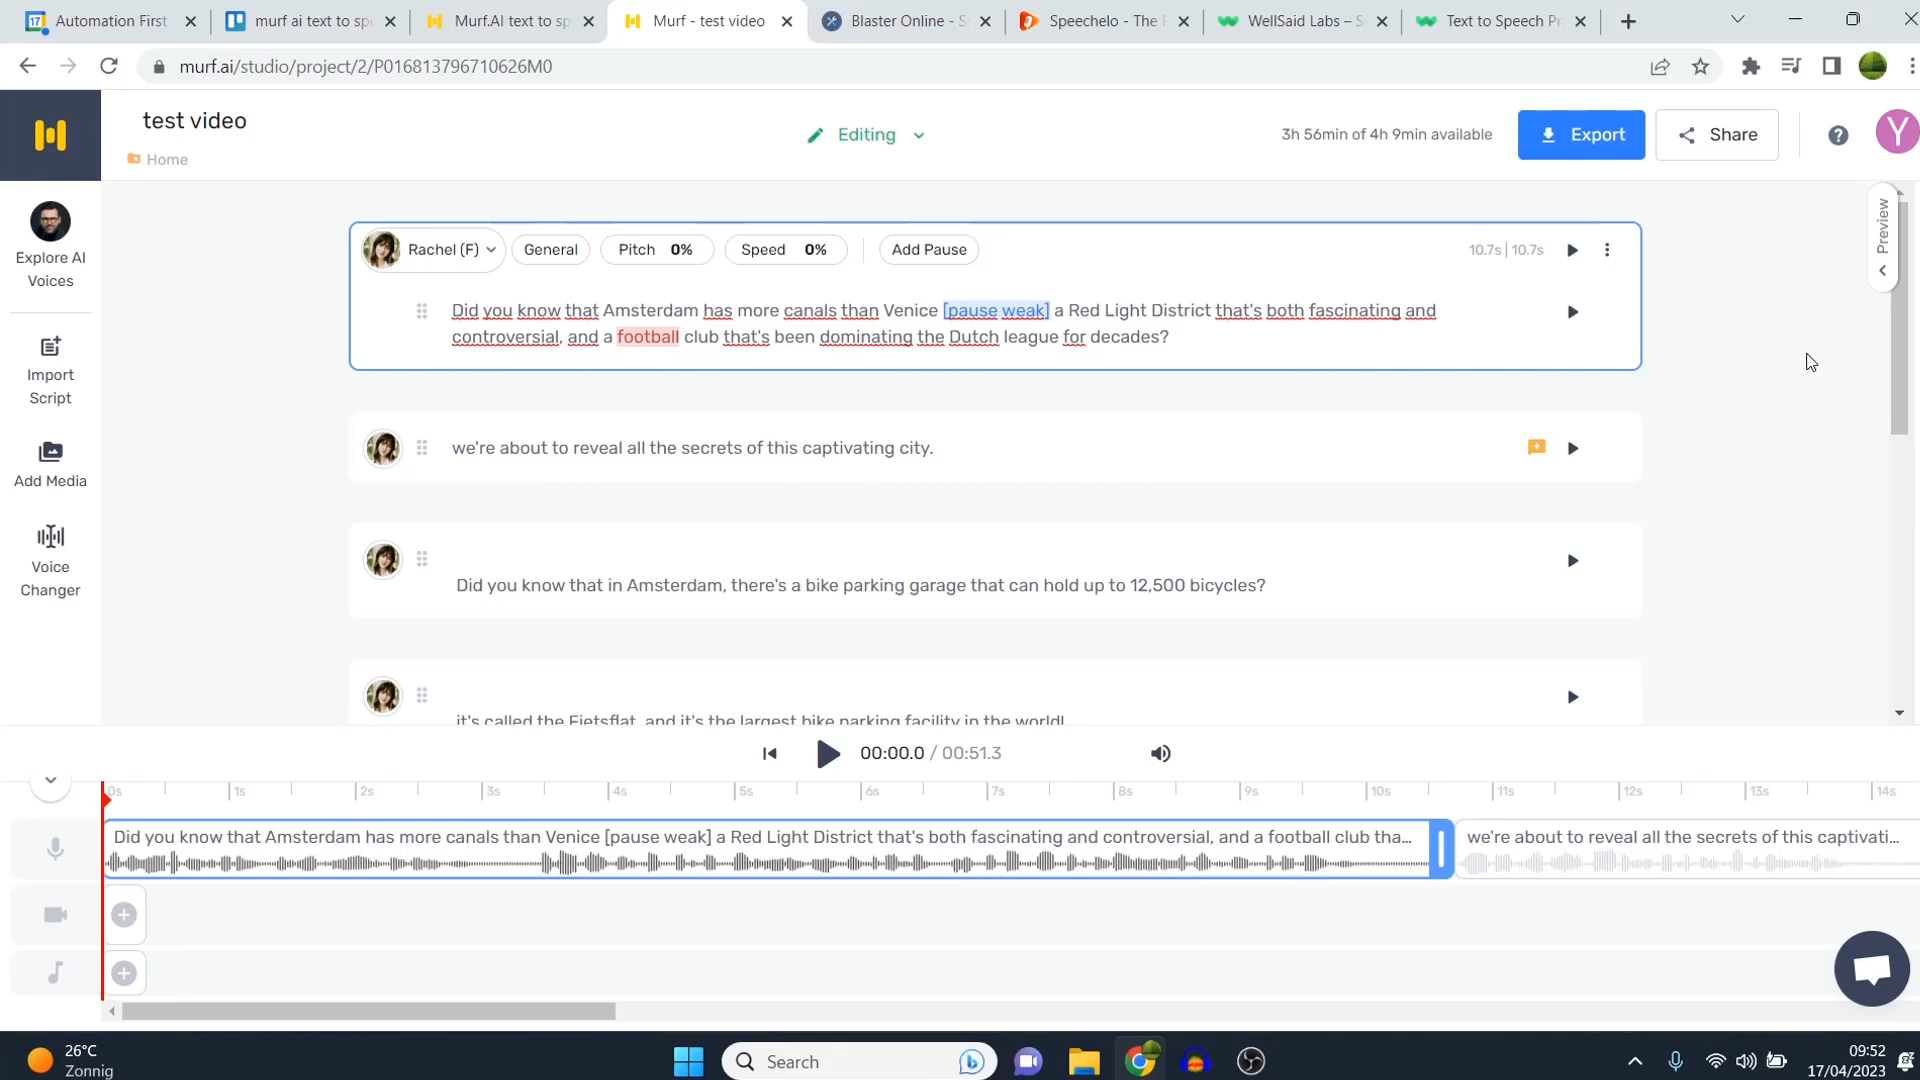 17 Automation First
murf ai text to sp
Murf.AI text to sp
Murf - test video
Blaster Online - S
Speechelo - The B
WellSaid Labs – S
Text to Speech Pr
murf.ai/studio/project/2/P016813796710626M0
test video
Home
Editing
3h 56min of 4h 9min available
Export
Share
Y
Explore AI
Voices
Import
Script
Add Media
Voice
Changer
Preview
Rachel (F)
General
Pitch 0%
Speed 0%
Add Pause
10.7s | 10.7s
Did you know that Amsterdam has more canals than Venice [pause weak] a Red Light District that's both fascinating and
controversial, and a football club that's been dominating the Dutch league for decades?
we're about to reveal all the secrets of this captivating city.
Did you know that in Amsterdam, there's a bike parking garage that can hold up to 12,500 bicycles?
it's called the Fietsflat, and it's the largest bike parking facility in the world!
00:00.0 / 00:51.3
0s 1s 2s 3s 4s 5s 6s 7s 8s 9s 10s 11s 12s 13s 14s
Did you know that Amsterdam has more canals than Venice [pause weak] a Red Light District that's both fascinating and controversial, and a football club tha...
we're about to reveal all the secrets of this captivati...
26°C
Zonnig
Search
09:52
17/04/2023